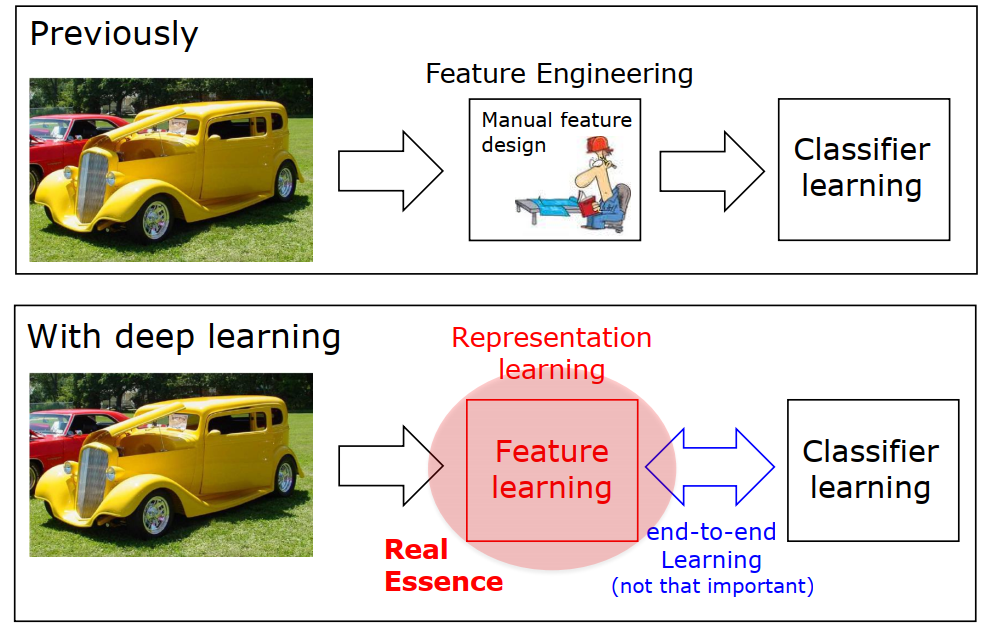 Previously
Feature Engineering
Manual feature
design
Classifier
learning
With deep learning
Representation
learning
Feature
learning
Classifier
learning
Real
Essence
end-to-end
Learning
(not that important)